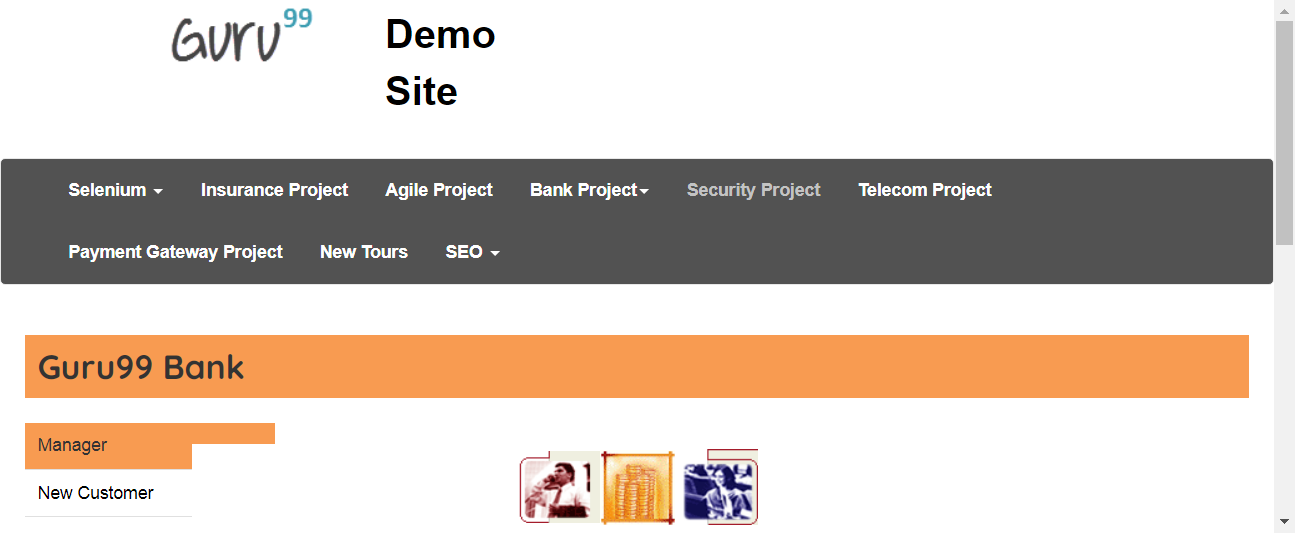 Guru99
Demo
Site
Selenium Insurance Project Agile Project Bank Project Security Project Telecom Project
Payment Gateway Project New Tours SEO
Guru99 Bank
Manager
New Customer